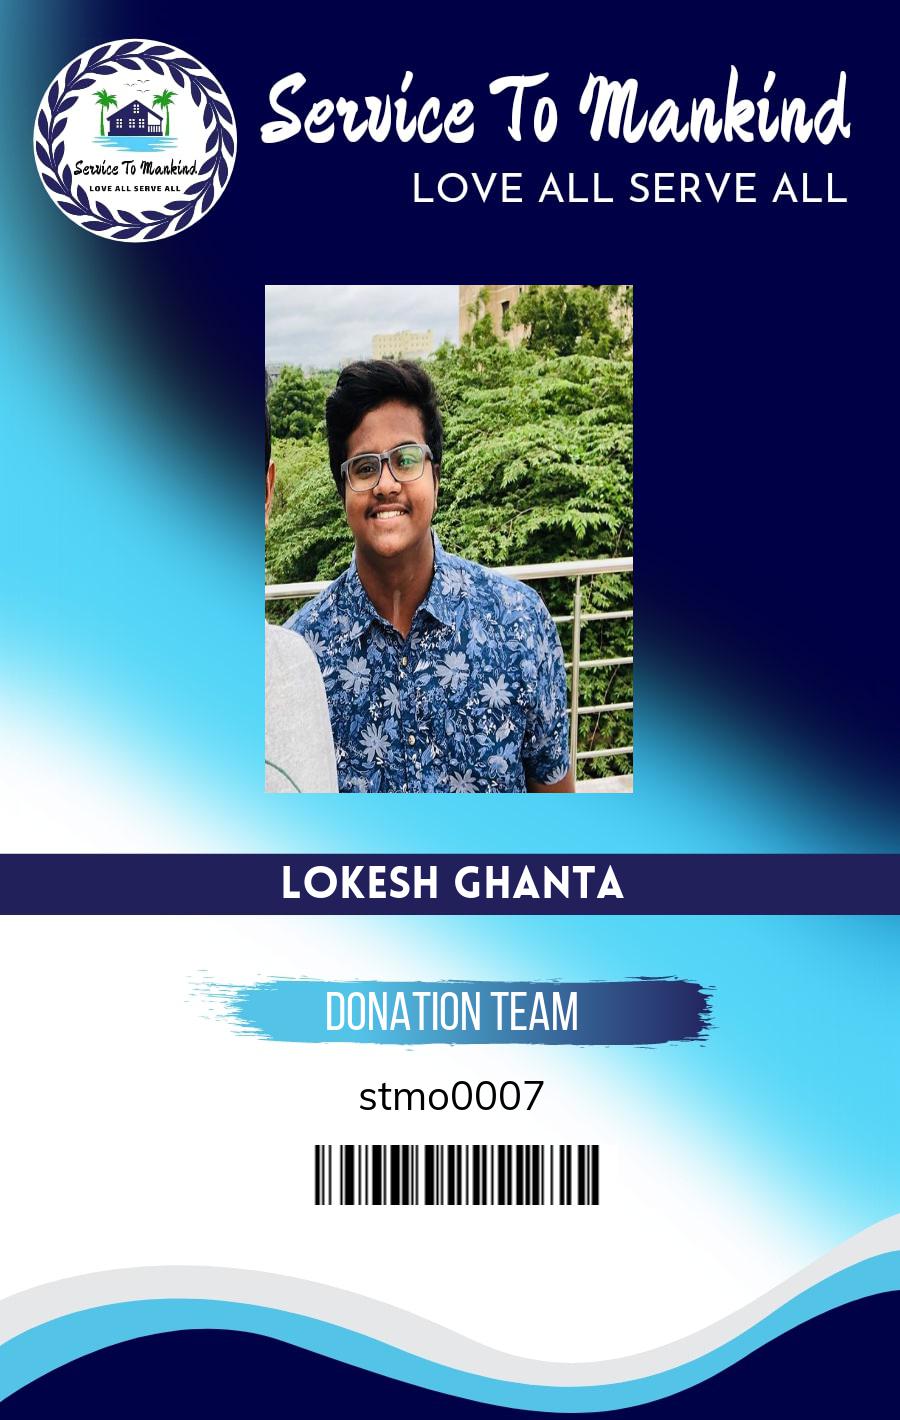 Service To Mankind
LOVE ALL SERVE ALL
Service To Mankind
LOVE ALL SERVE ALL
LOKESH GHANTA
DONATION TEAM
stmo0007